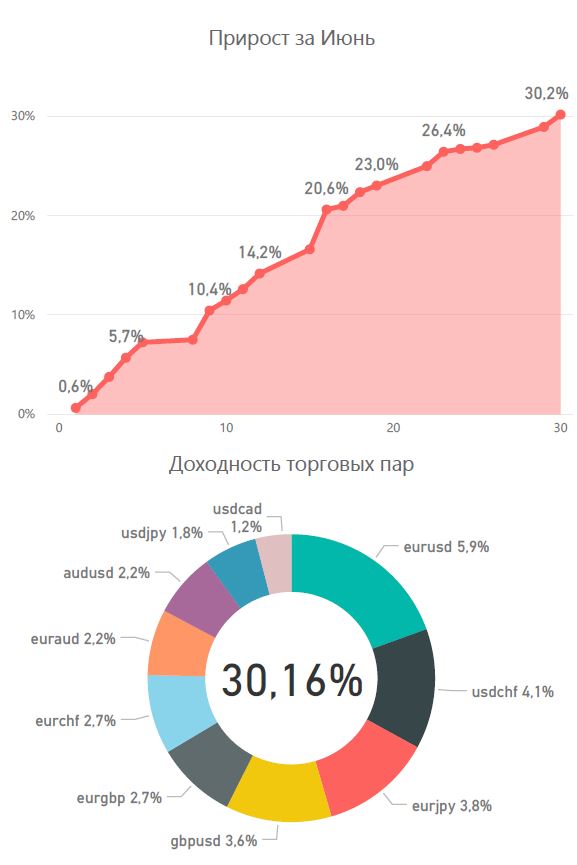 Прирост за Июнь
30,2%
30%
26,4%
23,0%
20,6%
20%
14,2%
10,4%
10%
5,7%
0,6%
0%
0
10
20
30
Доходность торговых пар
usdcad
1,2%
usdjpy 1,8%
eurusd 5,9%
audusd 2,2%
euraud 2,2%
30,16%
usdchf 4,1%
eurchf 2,7%
eurgbp 2,7%
eurjpy 3,8%
gbpusd 3,6%